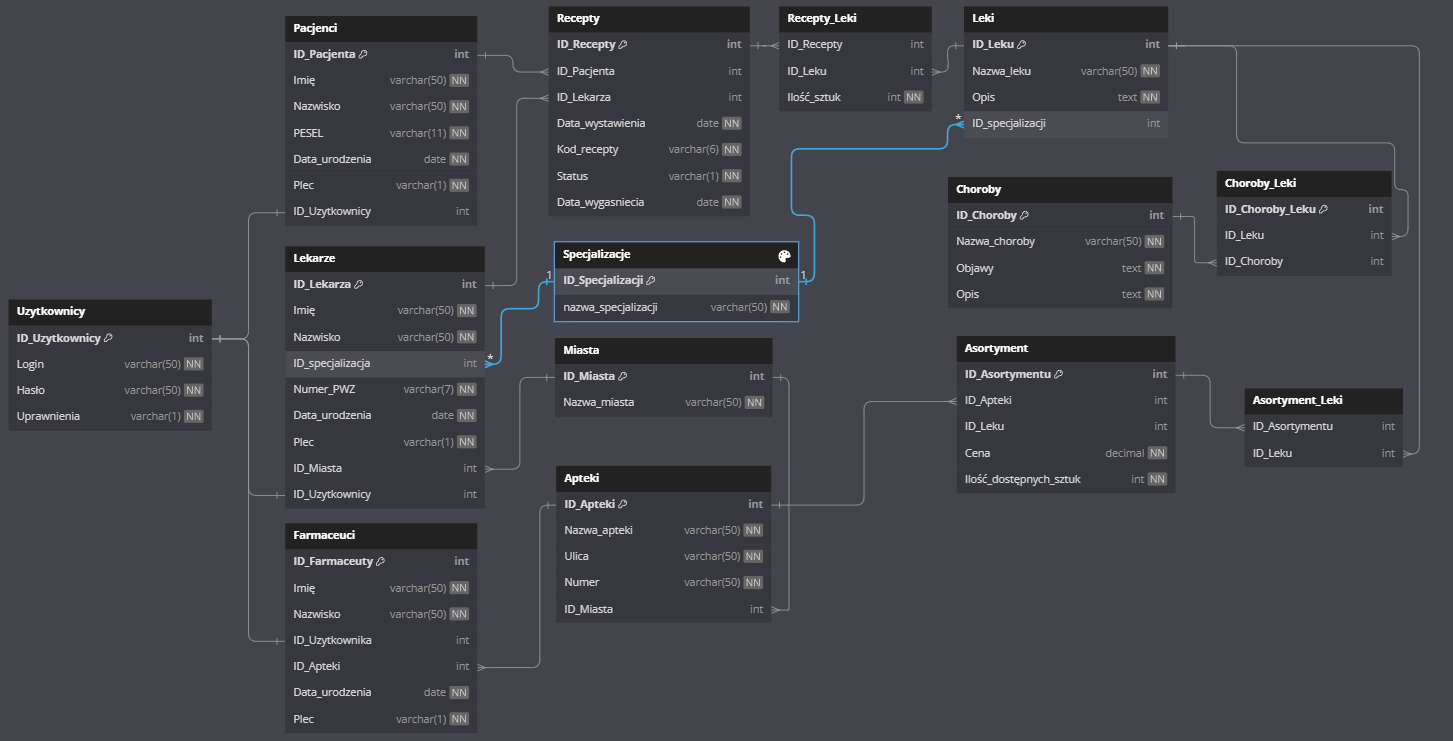 Pacjenci
ID_Pacjenta int
Imię varchar(50) NN
Nazwisko varchar(50) NN
PESEL varchar(11) NN
Data_urodzenia date NN
Plec varchar(1) NN
ID_Uzytkownicy int
Recepty
ID_Recepty int
ID_Pacjenta int
ID_Lekarza int
Data_wystawienia date NN
Kod_recepty varchar(6) NN
Status varchar(1) NN
Data_wygasniecia date NN
Recepty_Leki
ID_Recepty int
ID_Leku int
Ilość_sztuk int NN
Leki
ID_Leku int
Nazwa_leku varchar(50) NN
Opis text NN
* ID_specjalizacji int
Choroby
ID_Choroby int
Nazwa_choroby varchar(50) NN
Objawy text NN
Opis text NN
Choroby_Leki
ID_Choroby_Leku int
ID_Leku int
ID_Choroby int
Lekarze
ID_Lekarza int
Imię varchar(50) NN
Nazwisko varchar(50) NN
ID_specjalizacja int *
Numer_PWZ varchar(7) NN
Data_urodzenia date NN
Plec varchar(1) NN
ID_Miasta int
ID_Uzytkownicy int
Specjalizacje
1 ID_Specjalizacji int 1
nazwa_specjalizacji varchar(50) NN
Uzytkownicy
ID_Uzytkownicy int
Login varchar(50) NN
Hasło varchar(50) NN
Uprawnienia varchar(1) NN
Miasta
ID_Miasta int
Nazwa_miasta varchar(50) NN
Asortyment
ID_Asortymentu int
ID_Apteki int
ID_Leku int
Cena decimal NN
Ilość_dostępnych_sztuk int NN
Asortyment_Leki
ID_Asortymentu int
ID_Leku int
Apteki
ID_Apteki int
Nazwa_apteki varchar(50) NN
Ulica varchar(50) NN
Numer varchar(50) NN
ID_Miasta int
Farmaceuci
ID_Farmaceuty int
Imię varchar(50) NN
Nazwisko varchar(50) NN
ID_Uzytkownika int
ID_Apteki int
Data_urodzenia date NN
Plec varchar(1) NN